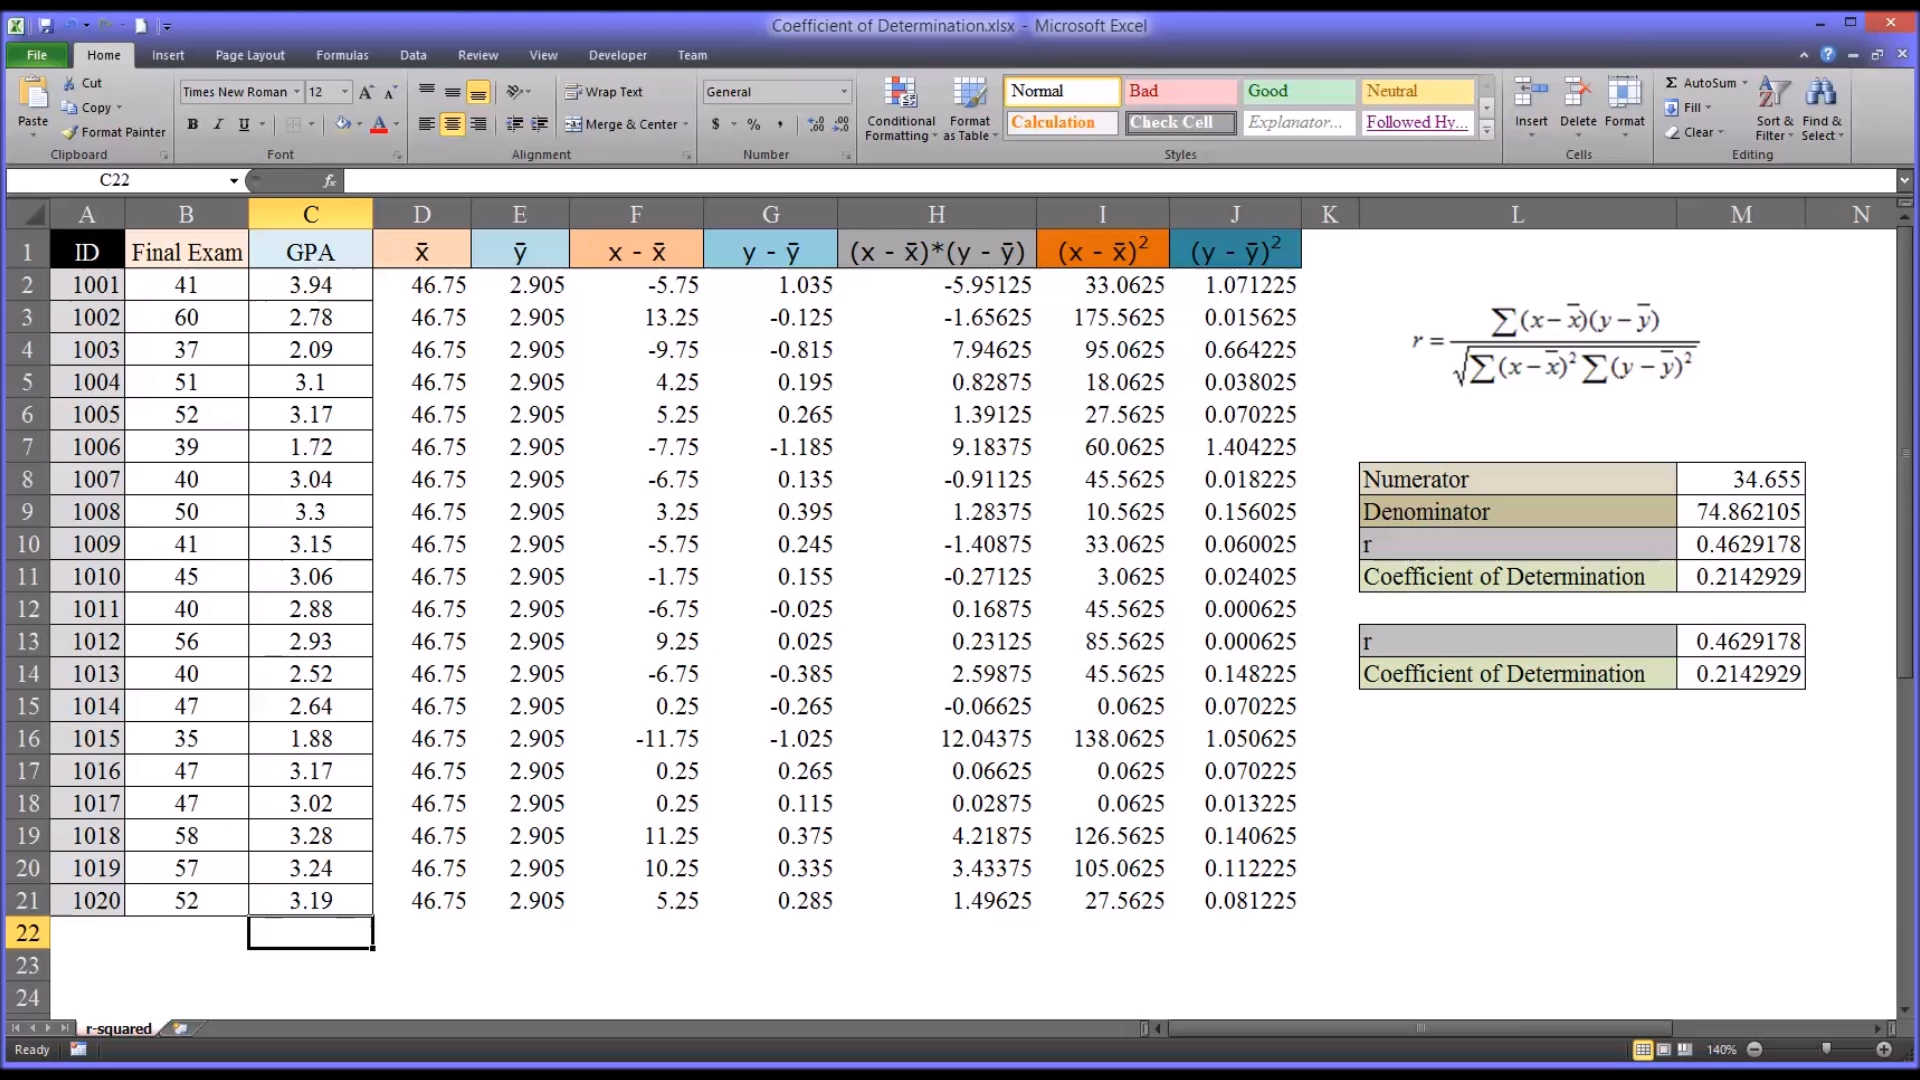 Coefficient of Determination.xlsx - Microsoft Excel
File Home Insert Page Layout Formulas Data Review View Developer Team
Cut
Copy
Format Painter
Paste
Clipboard
Times New Roman 12
B I U
Font
Wrap Text
Merge & Center
Alignment
General
$ % ,
Number
Conditional Formatting
Format as Table
Normal Bad Good Neutral
Calculation Check Cell Explanator... Followed Hy...
Styles
Insert Delete Format
Cells
Σ AutoSum
Fill
Clear
Sort & Filter
Find & Select
Editing
C22 fx
A B C D E F G H I J K L M N
1 ID Final Exam GPA x̄ ȳ x - x̄ y - ȳ (x - x̄)*(y - ȳ) (x - x̄)² (y - ȳ)²
2 1001 41 3.94 46.75 2.905 -5.75 1.035 -5.95125 33.0625 1.071225
3 1002 60 2.78 46.75 2.905 13.25 -0.125 -1.65625 175.5625 0.015625
4 1003 37 2.09 46.75 2.905 -9.75 -0.815 7.94625 95.0625 0.664225
5 1004 51 3.1 46.75 2.905 4.25 0.195 0.82875 18.0625 0.038025
6 1005 52 3.17 46.75 2.905 5.25 0.265 1.39125 27.5625 0.070225
7 1006 39 1.72 46.75 2.905 -7.75 -1.185 9.18375 60.0625 1.404225
8 1007 40 3.04 46.75 2.905 -6.75 0.135 -0.91125 45.5625 0.018225
9 1008 50 3.3 46.75 2.905 3.25 0.395 1.28375 10.5625 0.156025
10 1009 41 3.15 46.75 2.905 -5.75 0.245 -1.40875 33.0625 0.060025
11 1010 45 3.06 46.75 2.905 -1.75 0.155 -0.27125 3.0625 0.024025
12 1011 40 2.88 46.75 2.905 -6.75 -0.025 0.16875 45.5625 0.000625
13 1012 56 2.93 46.75 2.905 9.25 0.025 0.23125 85.5625 0.000625
14 1013 40 2.52 46.75 2.905 -6.75 -0.385 2.59875 45.5625 0.148225
15 1014 47 2.64 46.75 2.905 0.25 -0.265 -0.06625 0.0625 0.070225
16 1015 35 1.88 46.75 2.905 -11.75 -1.025 12.04375 138.0625 1.050625
17 1016 47 3.17 46.75 2.905 0.25 0.265 0.06625 0.0625 0.070225
18 1017 47 3.02 46.75 2.905 0.25 0.115 0.02875 0.0625 0.013225
19 1018 58 3.28 46.75 2.905 11.25 0.375 4.21875 126.5625 0.140625
20 1019 57 3.24 46.75 2.905 10.25 0.335 3.43375 105.0625 0.112225
21 1020 52 3.19 46.75 2.905 5.25 0.285 1.49625 27.5625 0.081225
22
23
24
r = ∑(x−x̄)(y−ȳ)
√∑(x−x̄)² ∑(y−ȳ)²
Numerator 34.655
Denominator 74.862105
r 0.4629178
Coefficient of Determination 0.2142929
r 0.4629178
Coefficient of Determination 0.2142929
r-squared
Ready 140%